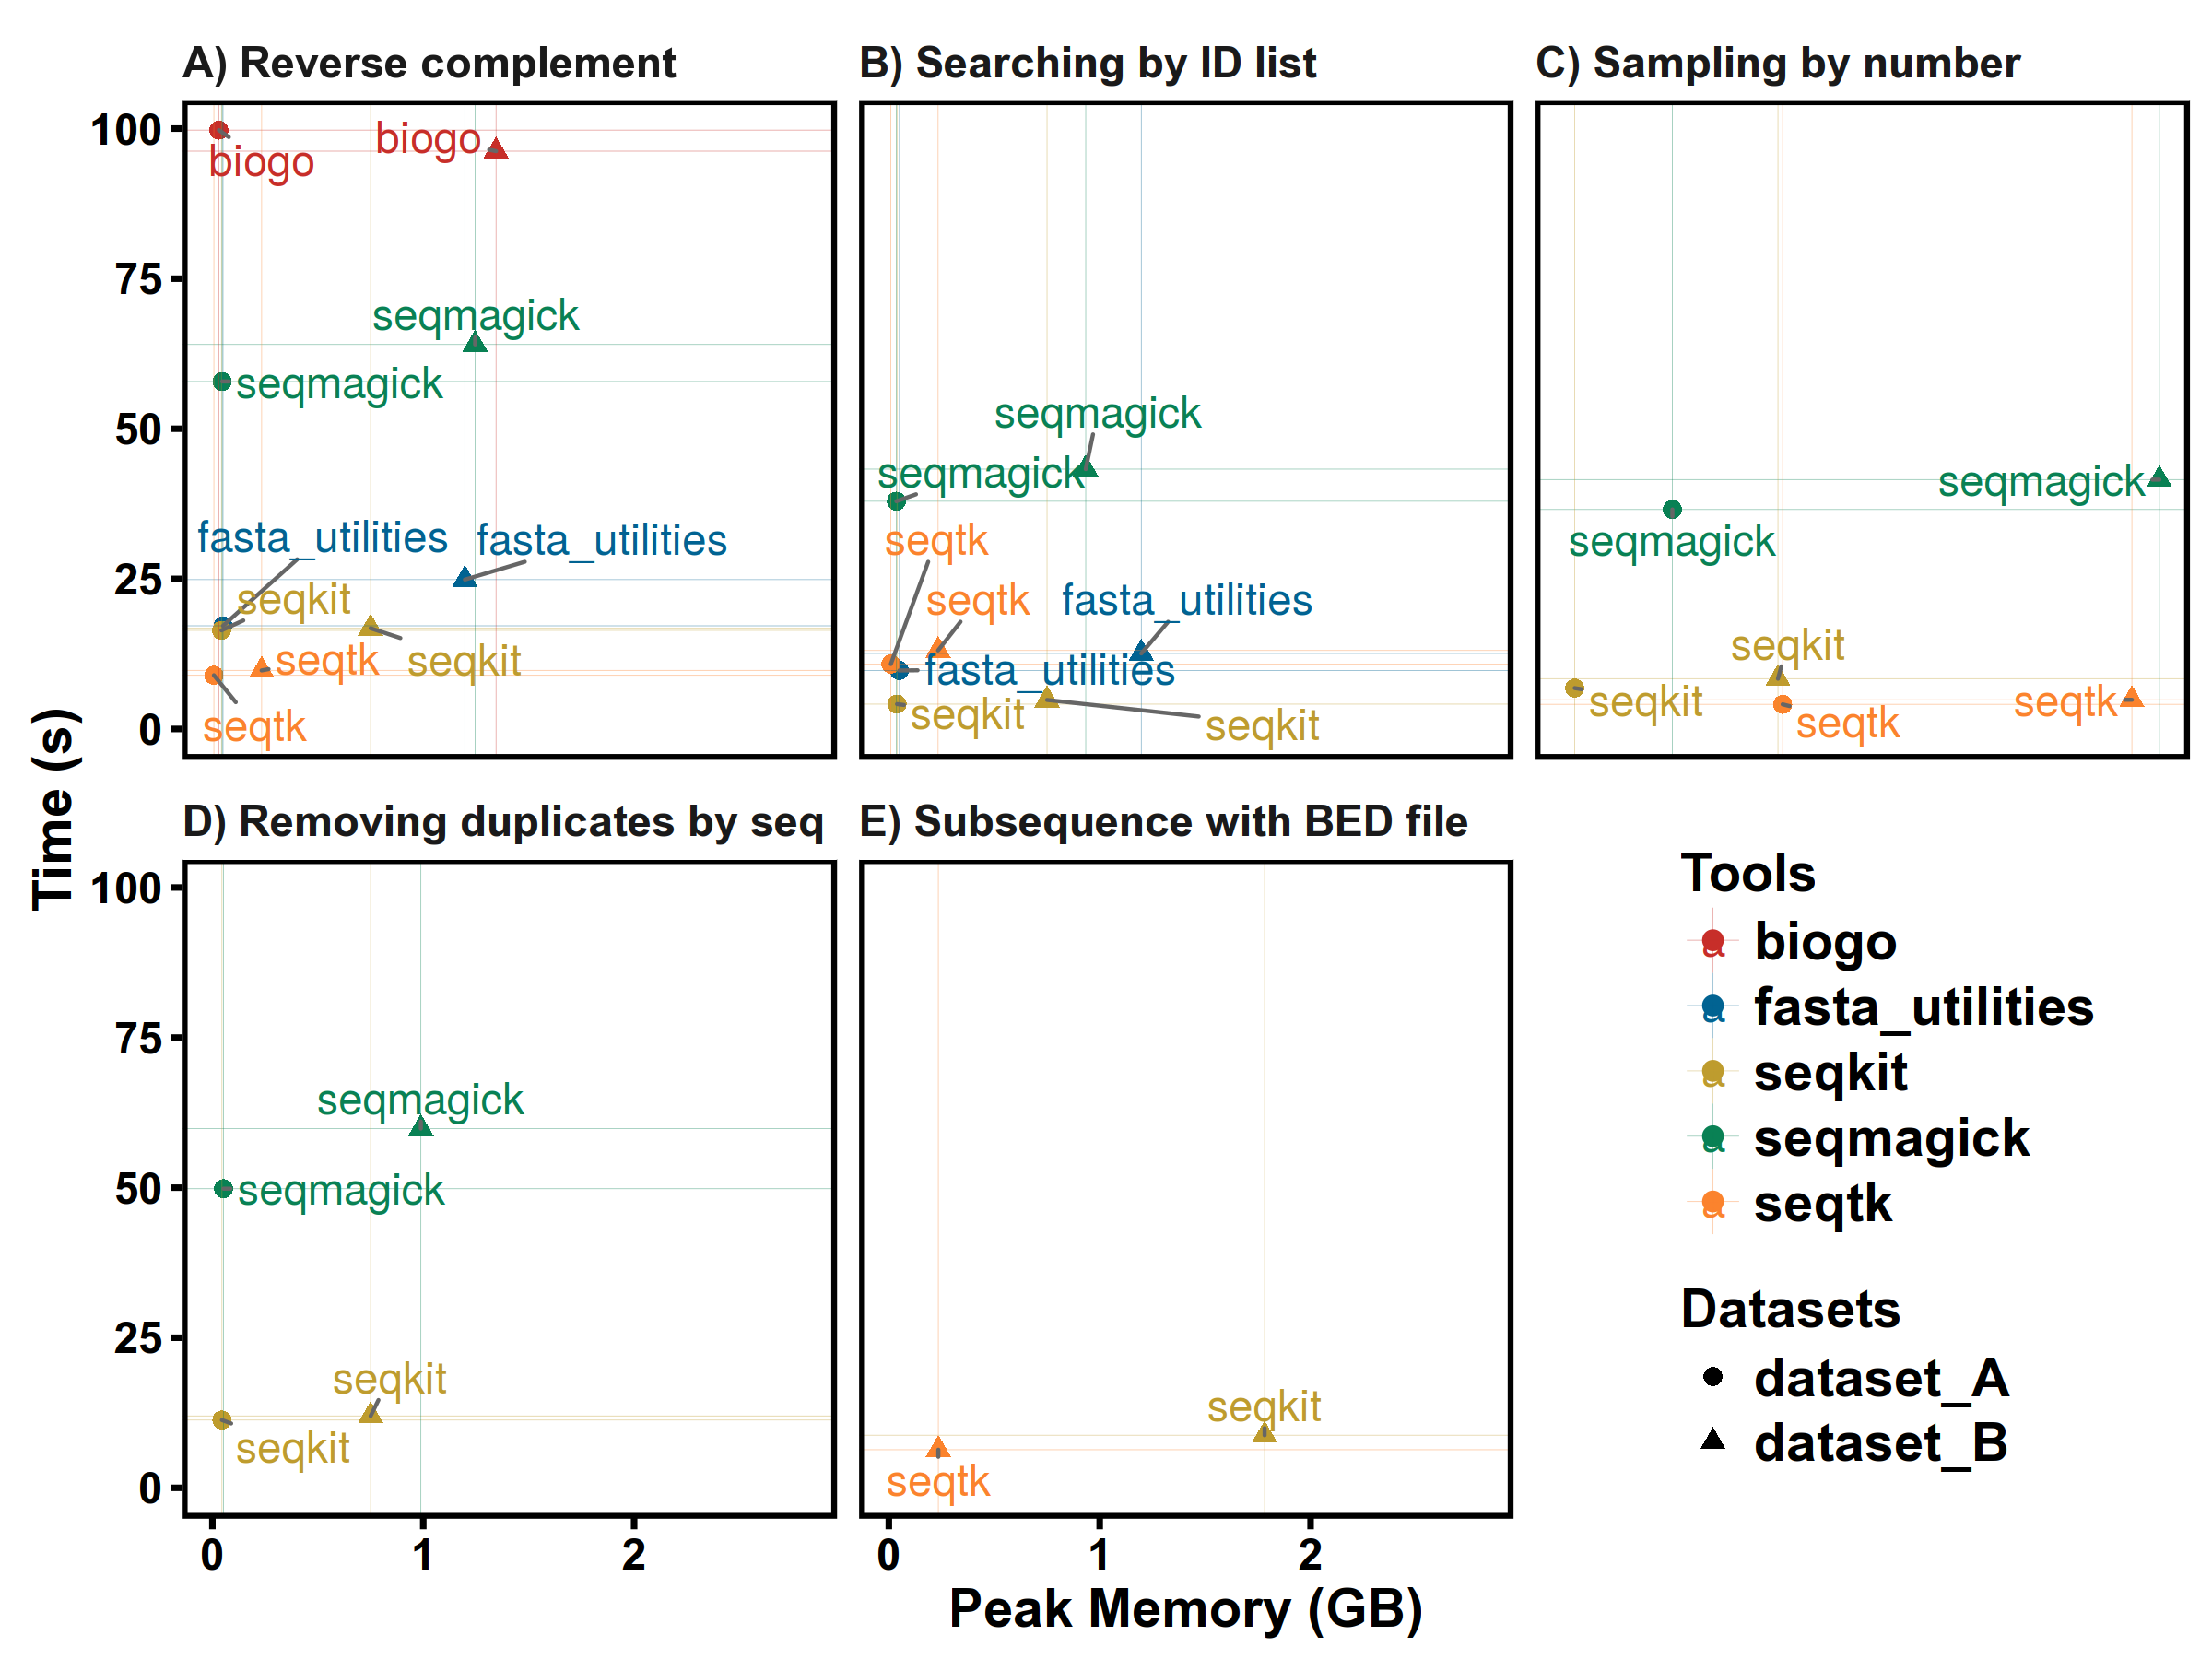 A) Reverse complement
B) Searching by ID list
C) Sampling by number
100
75
50
25
0
biogo
biogo
seqmagick
seqmagick
fasta_utilities
fasta_utilities
seqkit
seqkit
seqtk
seqtk
seqmagick
seqmagick
seqtk
seqtk
fasta_utilities
fasta_utilities
seqkit
seqkit
seqmagick
seqmagick
seqkit
seqkit
seqtk
seqtk
Time (s)
D) Removing duplicates by seq
E) Subsequence with BED file
100
75
50
25
0
seqmagick
seqmagick
seqkit
seqkit
seqkit
seqtk
0 1 2
0 1 2
Peak Memory (GB)
Tools
a biogo
a fasta_utilities
a seqkit
a seqmagick
a seqtk
Datasets
dataset_A
dataset_B